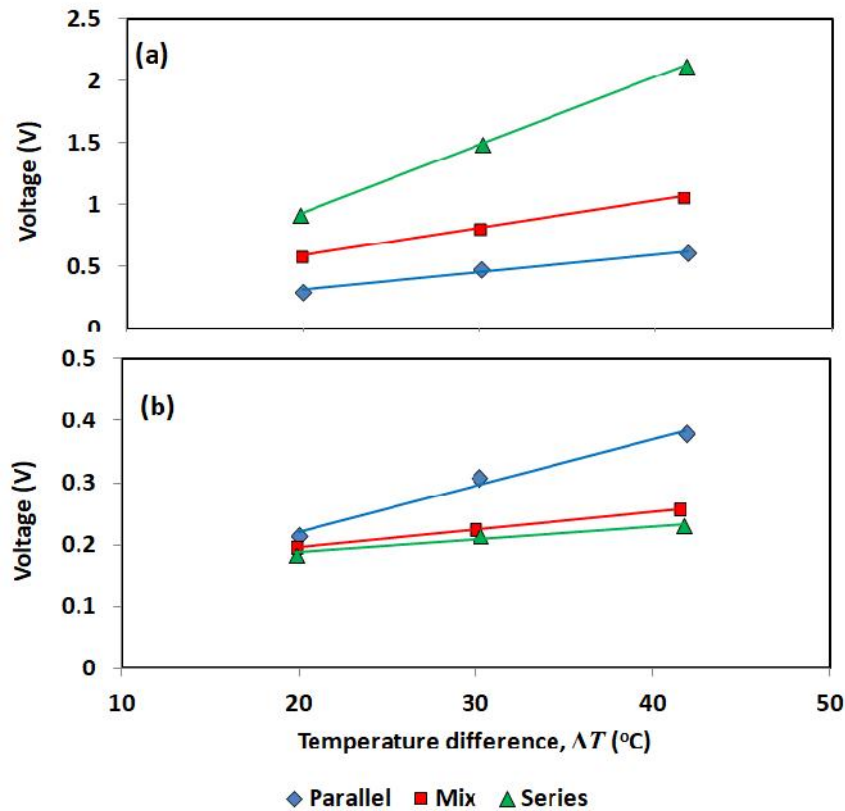 2.5
(a)
2
1.5
1
0.5
0
Voltage (V)
0.5
(b)
0.4
0.3
0.2
0.1
0
Voltage (V)
10 20 30 40 50
Temperature difference, ΔT (⁰C)
Parallel Mix Series